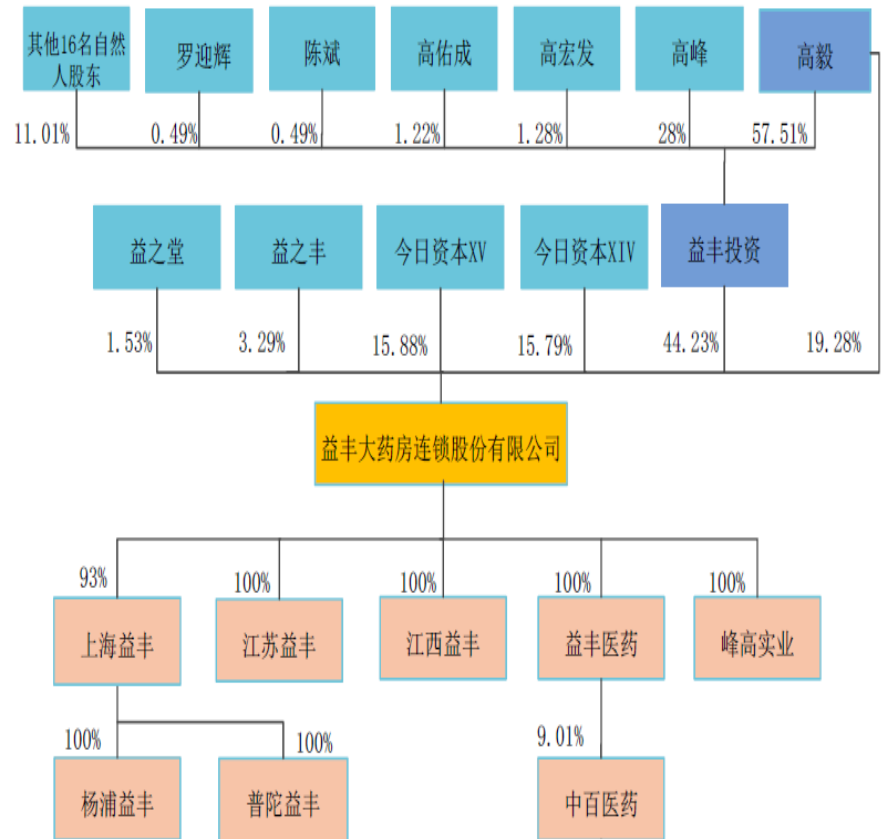 其他16名自然
人股东
罗迎辉
陈斌
高佑成
高宏发
高峰
高毅
11.01%
0.49%
0.49%
1.22%
1.28%
28%
57.51%
益之堂
益之丰
今日资本XV
今日资本XIV
益丰投资
1.53%
3.29%
15.88%
15.79%
44.23%
19.28%
益丰大药房连锁股份有限公司
93%
100%
100%
100%
100%
上海益丰
江苏益丰
江西益丰
益丰医药
峰高实业
100%
100%
9.01%
杨浦益丰
普陀益丰
中百医药